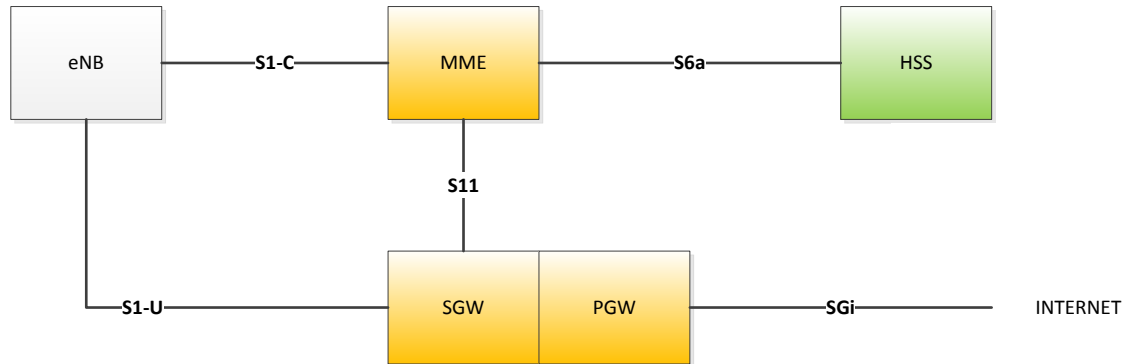 eNB
S1-C
MME
S6a
HSS
S11
S1-U
SGW
PGW
SGi
INTERNET